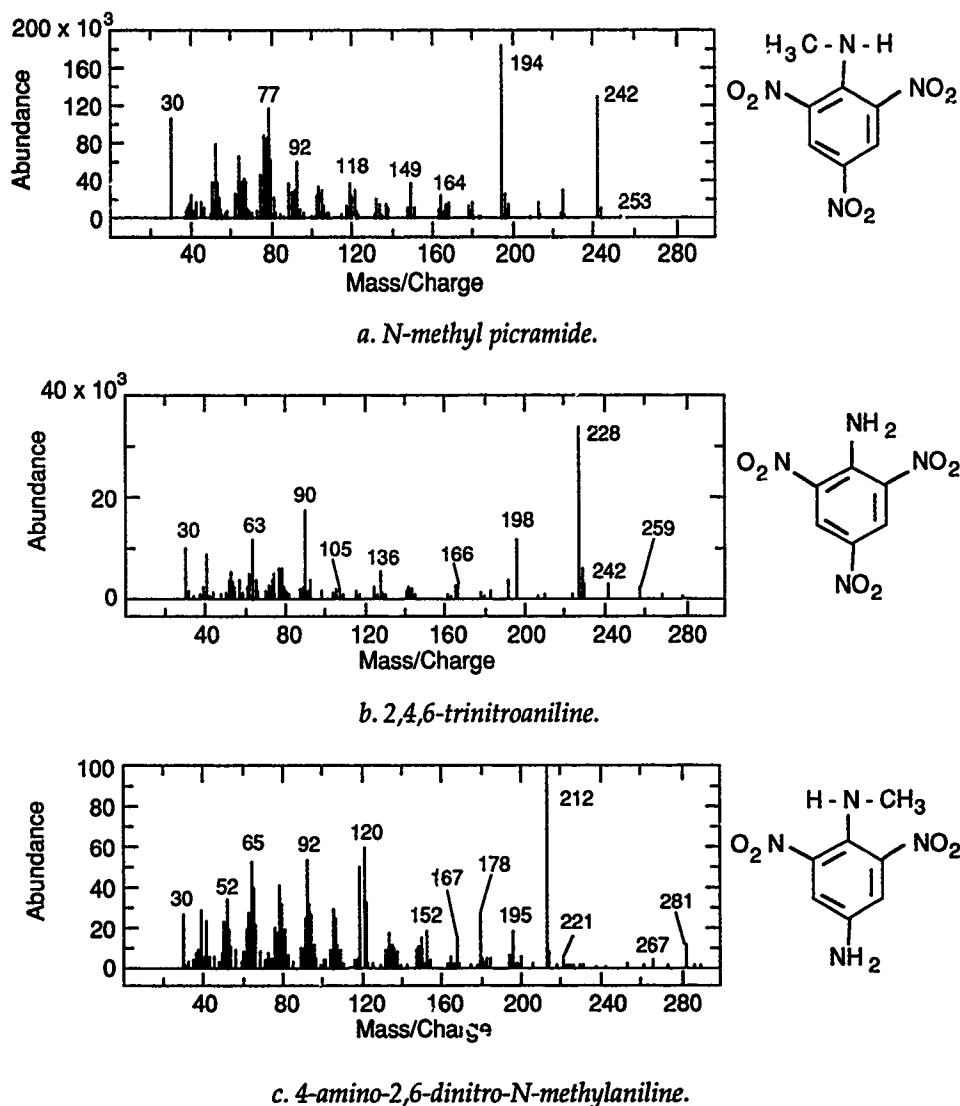 200 x 10³
160
120
80
40
0
Abundance
30
77
92
118
149
164
194
242
253
40
80
120
160
200
240
280
Mass/Charge
H₃C - N - H
O₂ N
NO₂
NO₂
a. N-methyl picramide.
40 x 10³
20
0
Abundance
30
63
90
105
136
166
198
228
242
259
40
80
120
160
200
240
280
Mass/Charge
NH₂
O₂ N
NO₂
NO₂
b. 2,4,6-trinitroaniline.
100
80
60
40
20
0
Abundance
30
52
65
92
120
152
167
178
195
212
221
267
281
40
80
120
160
200
240
280
Mass/Charge
H - N - CH₃
O₂ N
NO₂
NH₂
c. 4-amino-2,6-dinitro-N-methylaniline.